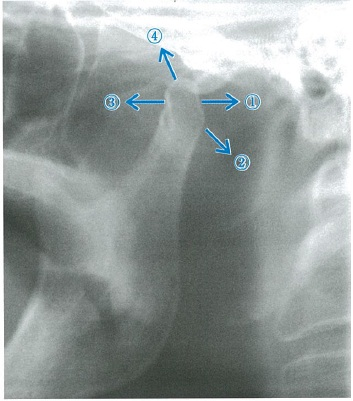 ④
③ ①
②